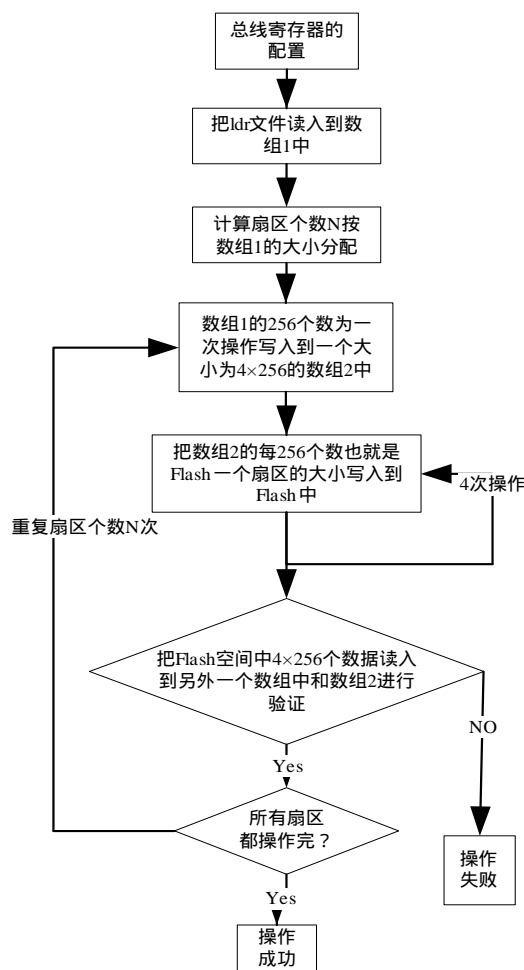 总线寄存器的
配置
把ldr文件读入到数
组1中
计算扇区个数N按
数组1的大小分配
数组1的256个数为一
次操作写入到一个大
小为4×256的数组2中
把数组2的每256个数也就是
Flash一个扇区的大小写入到
Flash中
4次操作
重复扇区个数N次
把Flash空间中4×256个数据读入
到另外一个数组中和数组2进行
验证
NO
Yes
所有扇区
都操作完？
操作
失败
Yes
操作
成功